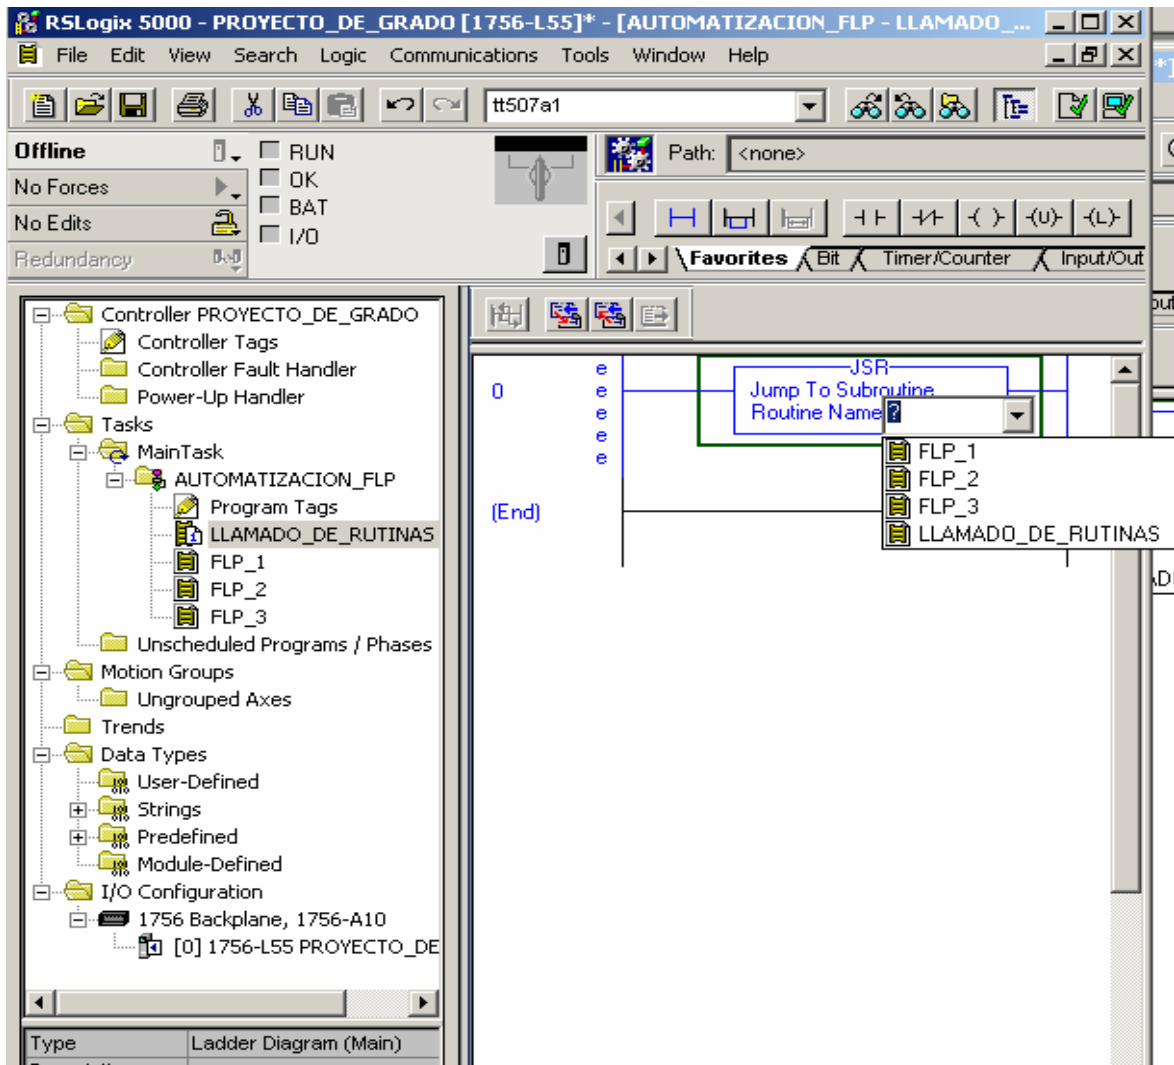 RSLogix 5000 - PROYECTO_DE_GRADO [1756-L55]* - [AUTOMATIZACION_FLP - LLAMADO_...
File Edit View Search Logic Communications Tools Window Help
tt507a1
Offline
RUN
Path: <none>
No Forces
OK
BAT
No Edits
I/O
Redundancy
Favorites Bit Timer/Counter Input/Out
Controller PROYECTO_DE_GRADO
Controller Tags
Controller Fault Handler
Power-Up Handler
Tasks
MainTask
AUTOMATIZACION_FLP
Program Tags
LLAMADO_DE_RUTINAS
FLP_1
FLP_2
FLP_3
Unscheduled Programs / Phases
Motion Groups
Ungrouped Axes
Trends
Data Types
User-Defined
Strings
Predefined
Module-Defined
I/O Configuration
1756 Backplane, 1756-A10
[0] 1756-L55 PROYECTO_DE
Type Ladder Diagram (Main)
JSR
0
e
e
e
e
e
Jump To Subroutine
Routine Name ?
FLP_1
FLP_2
FLP_3
LLAMADO_DE_RUTINAS
(End)